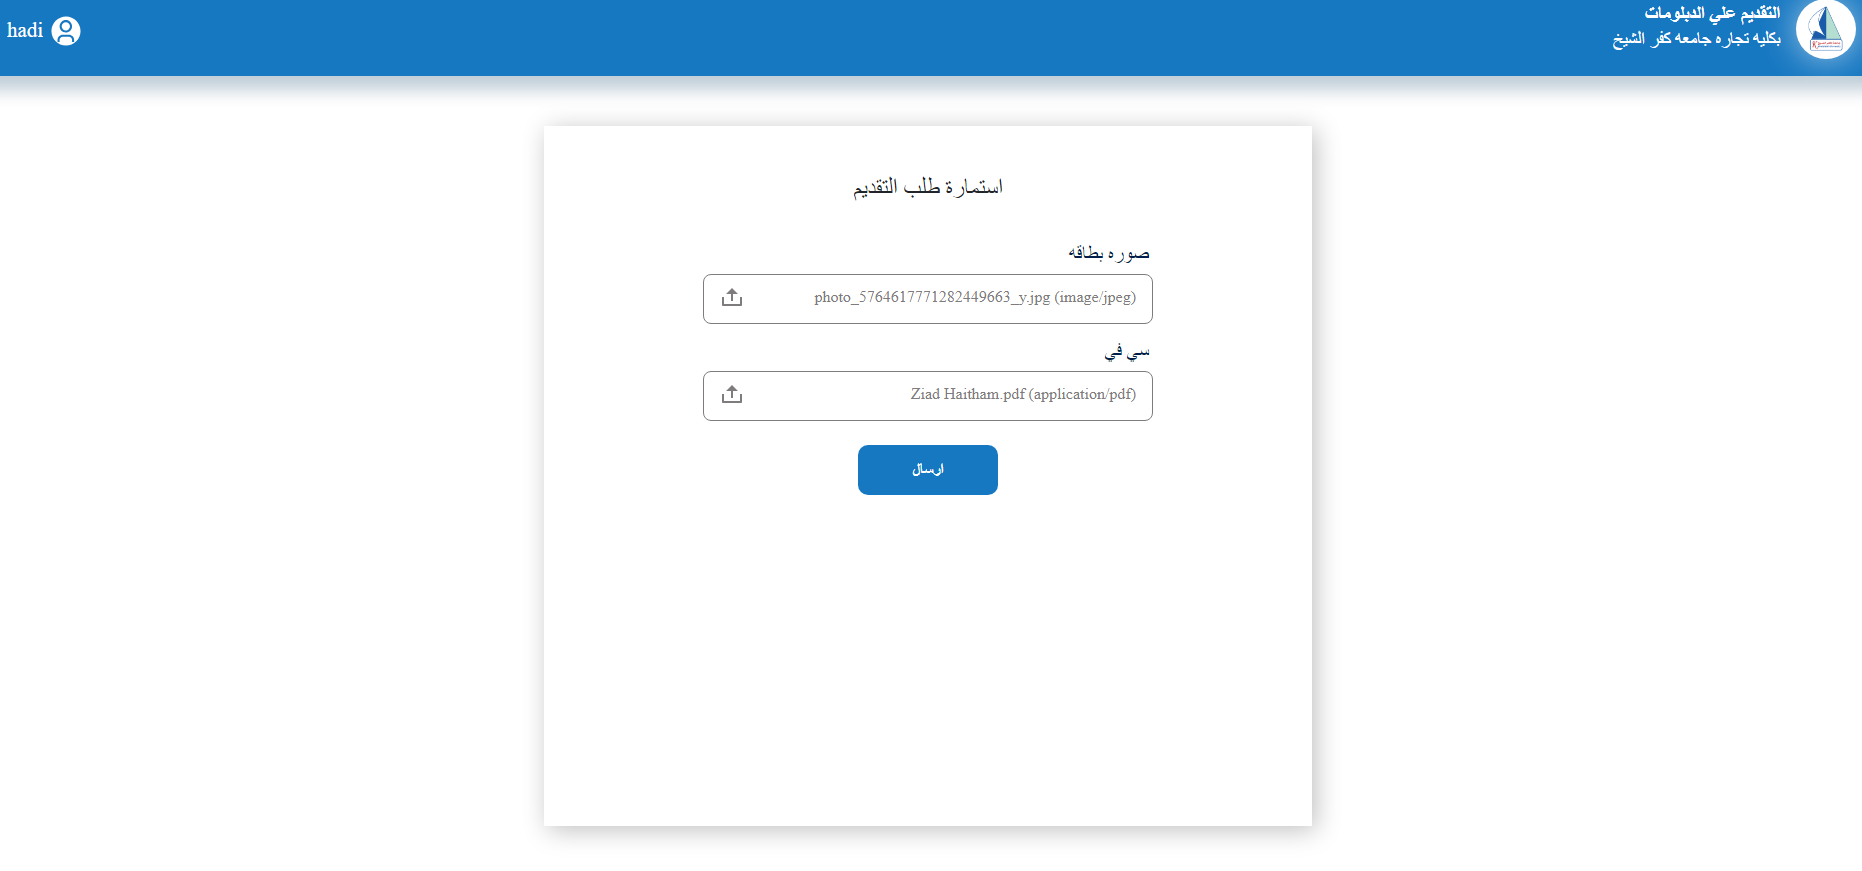 التقديم علي الدبلومات
بكليه تجاره جامعه كفر الشيخ
hadi
استمارة طلب التقديم
صوره بطاقه
photo_5764617771282449663_y.jpg (image/jpeg)
سي في
Ziad Haitham.pdf (application/pdf)
ارسال